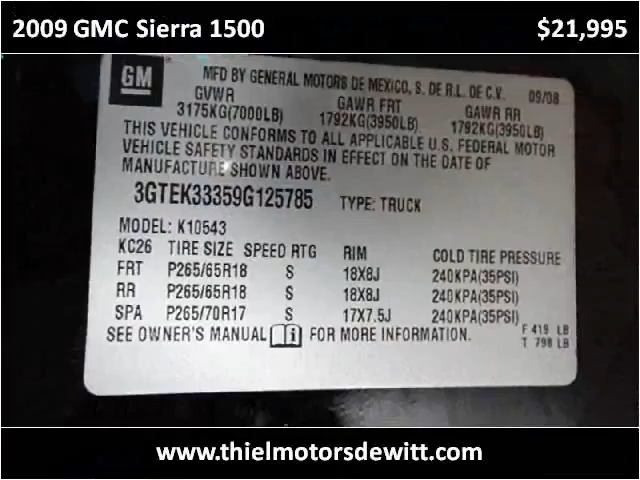 2009 GMC Sierra 1500 $21,995
GM
MFD BY GENERAL MOTORS DE MEXICO, S. DE R.L. DE C.V. 09/08
GVWR GAWR FRT GAWR RR
3175KG(7000LB) 1792KG(3950LB) 1792KG(3950LB)
THIS VEHICLE CONFORMS TO ALL APPLICABLE U.S. FEDERAL MOTOR
VEHICLE SAFETY STANDARDS IN EFFECT ON THE DATE OF
MANUFACTURE SHOWN ABOVE.
3GTEK33359G125785 TYPE: TRUCK
MODEL: K10543
KC26 TIRE SIZE SPEED RTG RIM COLD TIRE PRESSURE
FRT P265/65R18 S 18X8J 240KPA(35PSI)
RR P265/65R18 S 18X8J 240KPA(35PSI)
SPA P265/70R17 S 17X7.5J 240KPA(35PSI)
SEE OWNER'S MANUAL i FOR MORE INFORMATION.
F 419 LB
T 798 LB
www.thielmotorsdewitt.com